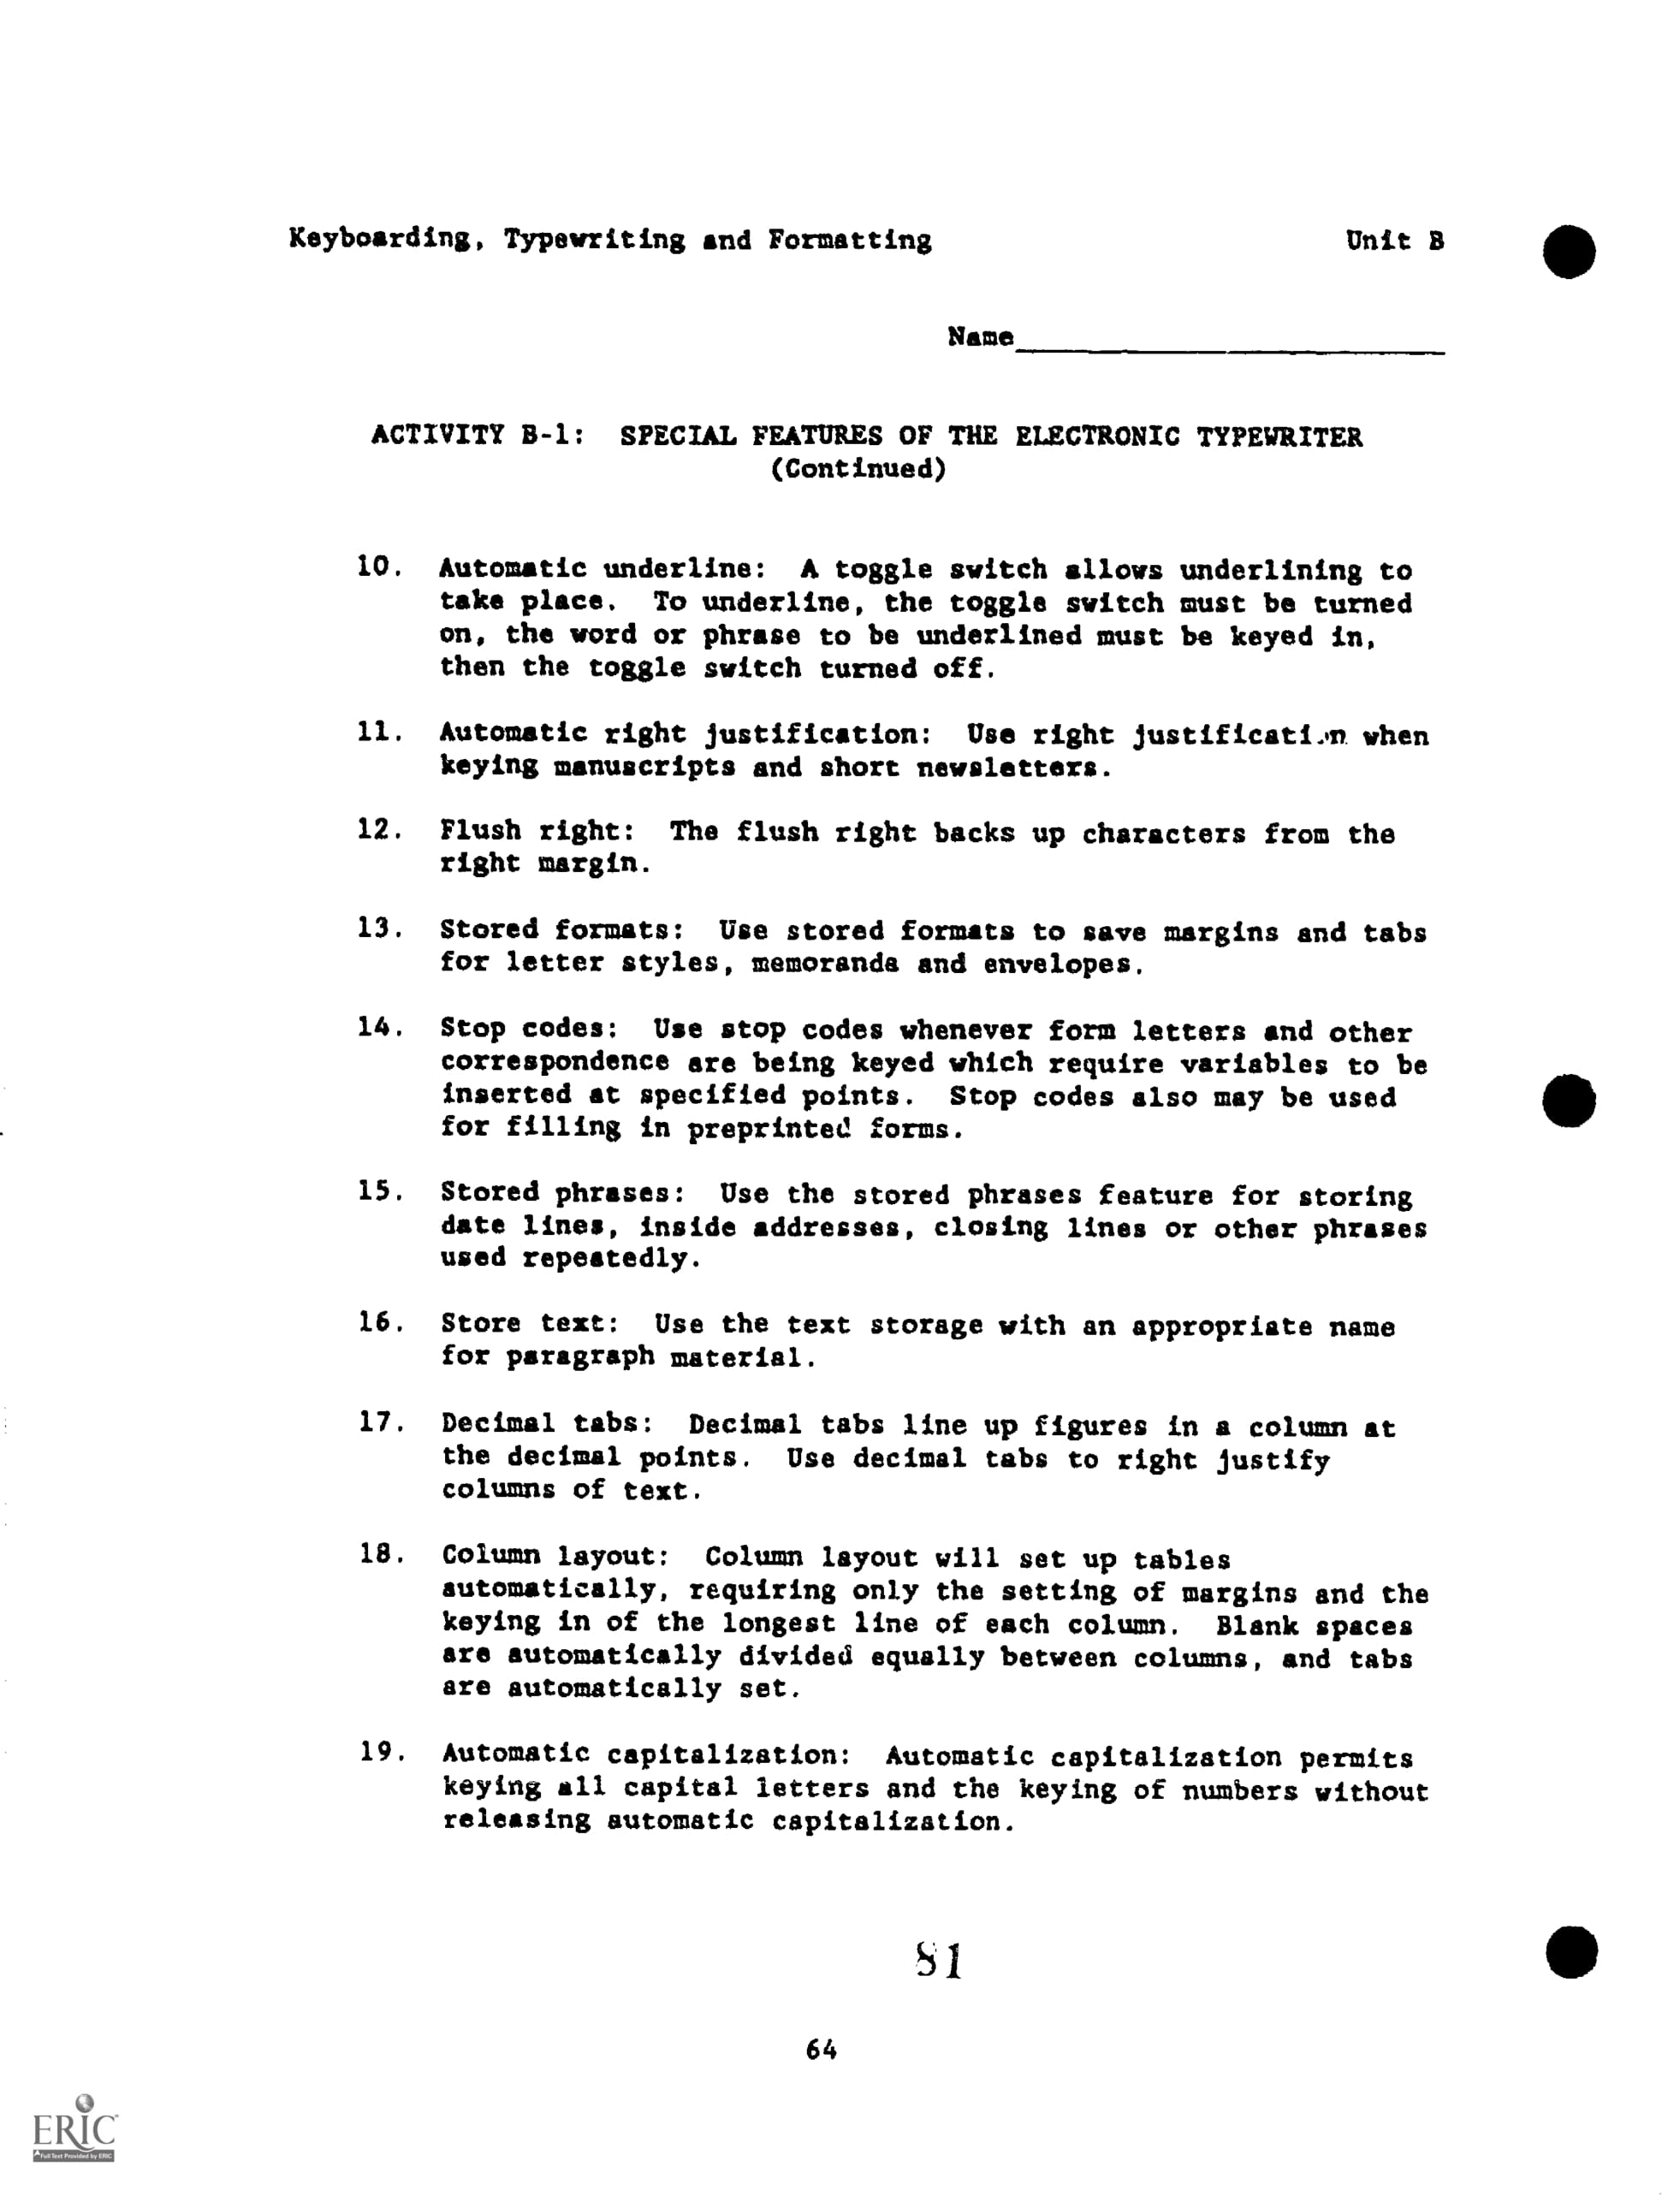 Keyboarding, Typewriting and Formatting Unit B
Name
ACTIVITY B-1: SPECIAL FEATURES OF THE ELECTRONIC TYPEWRITER
(Continued)
10. Automatic underline: A toggle switch allows underlining to
take place. To underline, the toggle switch must be turned
on, the word or phrase to be underlined must be keyed in,
then the toggle switch turned off.
11. Automatic right justification: Use right justification when
keying manuscripts and short newsletters.
12. Flush right: The flush right backs up characters from the
right margin.
13. Stored formats: Use stored formats to save margins and tabs
for letter styles, memoranda and envelopes.
14. Stop codes: Use stop codes whenever form letters and other
correspondence are being keyed which require variables to be
inserted at specified points. Stop codes also may be used
for filling in preprinted forms.
15. Stored phrases: Use the stored phrases feature for storing
date lines, inside addresses, closing lines or other phrases
used repeatedly.
16. Store text: Use the text storage with an appropriate name
for paragraph material.
17. Decimal tabs: Decimal tabs line up figures in a column at
the decimal points. Use decimal tabs to right justify
columns of text.
18. Column layout: Column layout will set up tables
automatically, requiring only the setting of margins and the
keying in of the longest line of each column. Blank spaces
are automatically divided equally between columns, and tabs
are automatically set.
19. Automatic capitalization: Automatic capitalization permits
keying all capital letters and the keying of numbers without
releasing automatic capitalization.
81
64
ERIC
Full Text Provided by ERIC